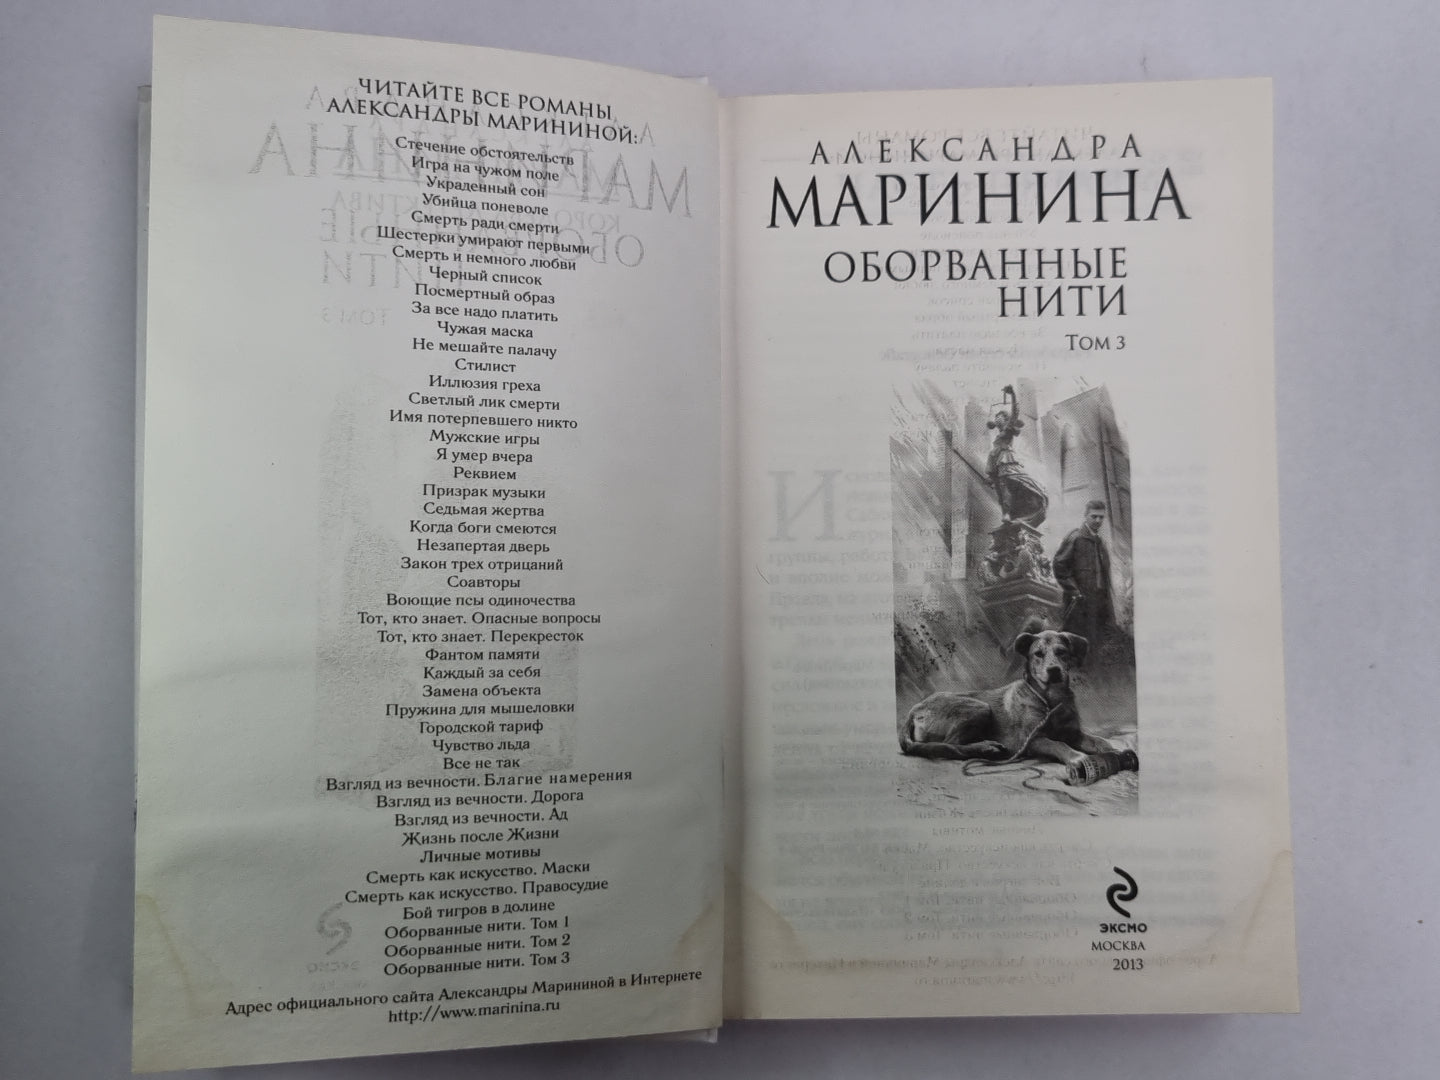 ЧИТАЙТЕ ВСЕ РОМАНЫ
АЛЕКСАНДРЫ МАРИНИНОЙ:
Стечение обстоятельств
Игра на чужом поле
Украденный сон
Убийца поневоле
Смерть ради смерти
Шестерки умирают первыми
Смерть и немного любви
Черный список
Посмертный образ
За все надо платить
Чужая маска
Не мешайте палачу
Стилист
Иллюзия греха
Светлый лик смерти
Имя потерпевшего никто
Мужские игры
Я умер вчера
Реквием
Призрак музыки
Седьмая жертва
Когда боги смеются
Незапертая дверь
Закон трех отрицаний
Соавторы
Воющие псы одиночества
Тот, кто знает. Опасные вопросы
Тот, кто знает. Перекресток
Фантом памяти
Каждый за себя
Замена объекта
Пружина для мышеловки
Городской тариф
Чувство льда
Все не так
Взгляд из вечности. Благие намерения
Взгляд из вечности. Дорога
Взгляд из вечности. Ад
Жизнь после Жизни
Личные мотивы
Смерть как искусство. Маски
Смерть как искусство. Правосудие
Бой тигров в долине
Оборванные нити. Том 1
Оборванные нити. Том 2
Оборванные нити. Том 3
Адрес официального сайта Александры Марининой в Интернете
http://www.marinina.ru
АЛЕКСАНДРА
МАРИНИНА
ОБОРВАННЫЕ
НИТИ
ТОМ 3
ЭКСМО
МОСКВА
2013